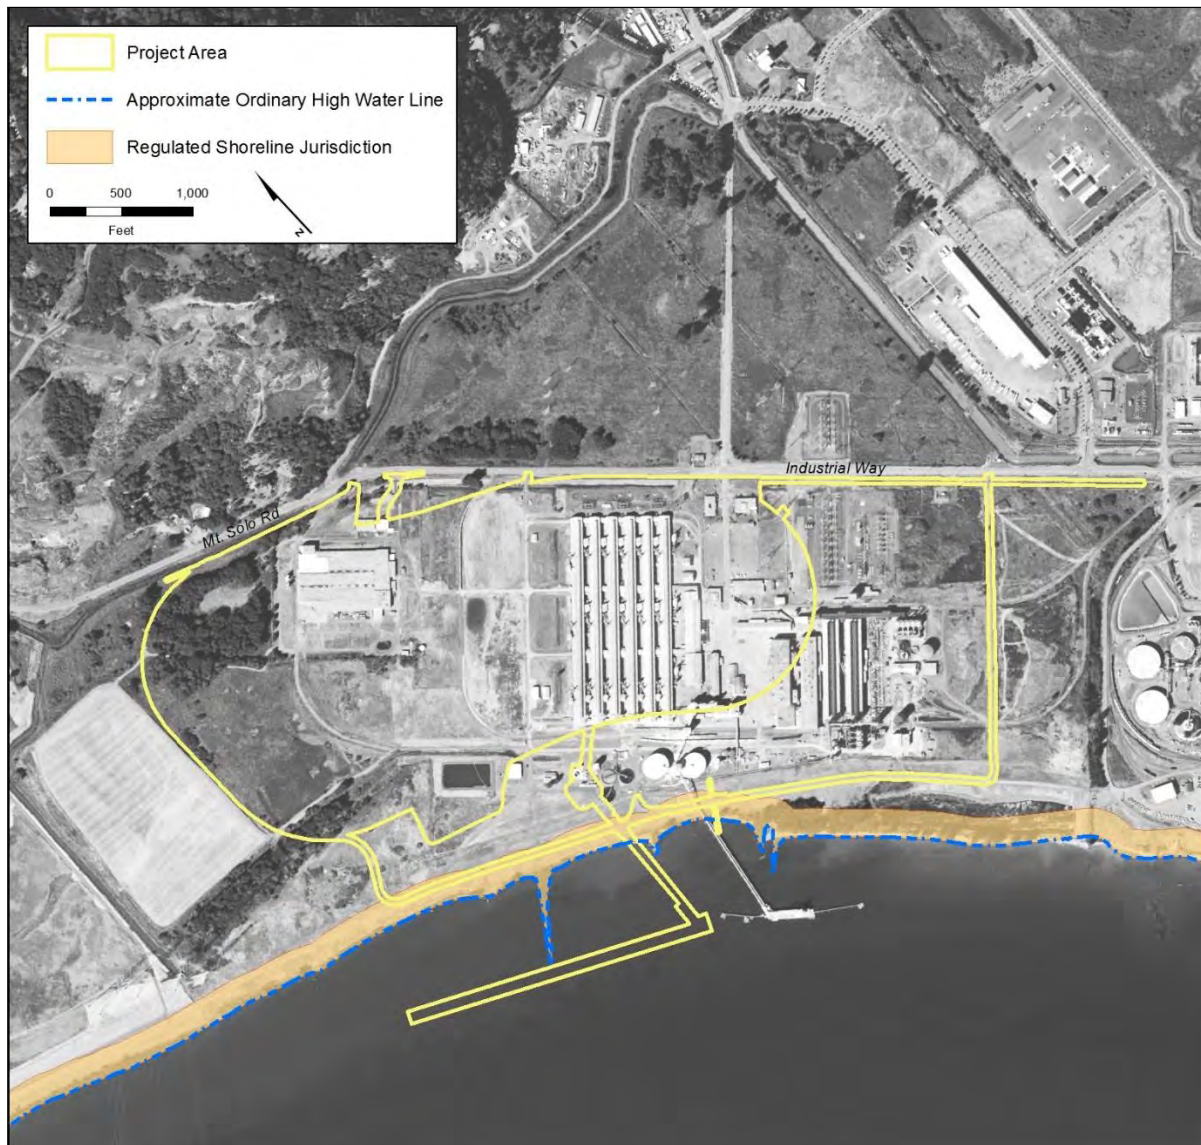 Project Area
Approximate Ordinary High Water Line
Regulated Shoreline Jurisdiction
0 500 1,000
Feet
N
Industrial Way
Mt. Solo Rd